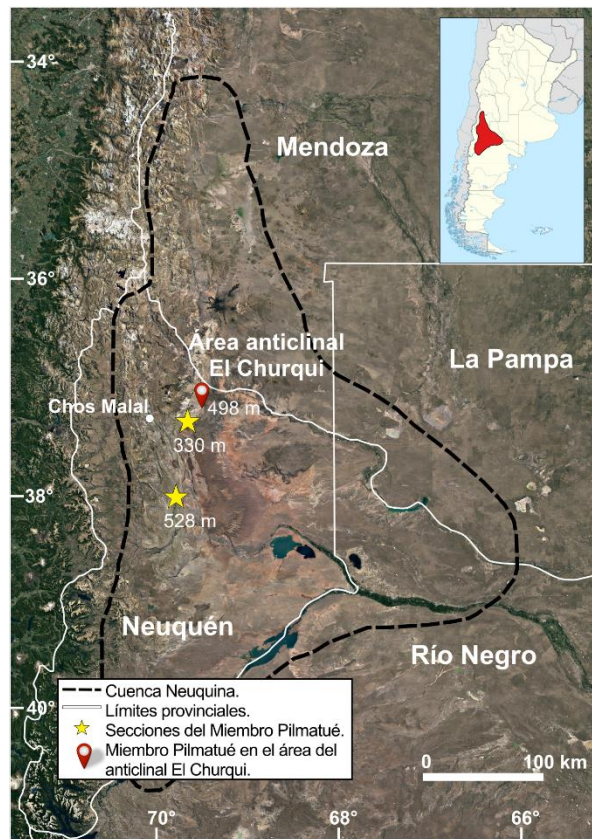 34°
Mendoza
36°
Área anticlinal
El Churqui
La Pampa
Chos Malal
498 m
330 m
38°
528 m
Neuquén
Río Negro
40°
Cuenca Neuquina.
Límites provinciales.
Secciones del Miembro Pilmatué.
Miembro Pilmatué en el área del
anticlinal El Churqui.
0
100 km
70°
68°
66°